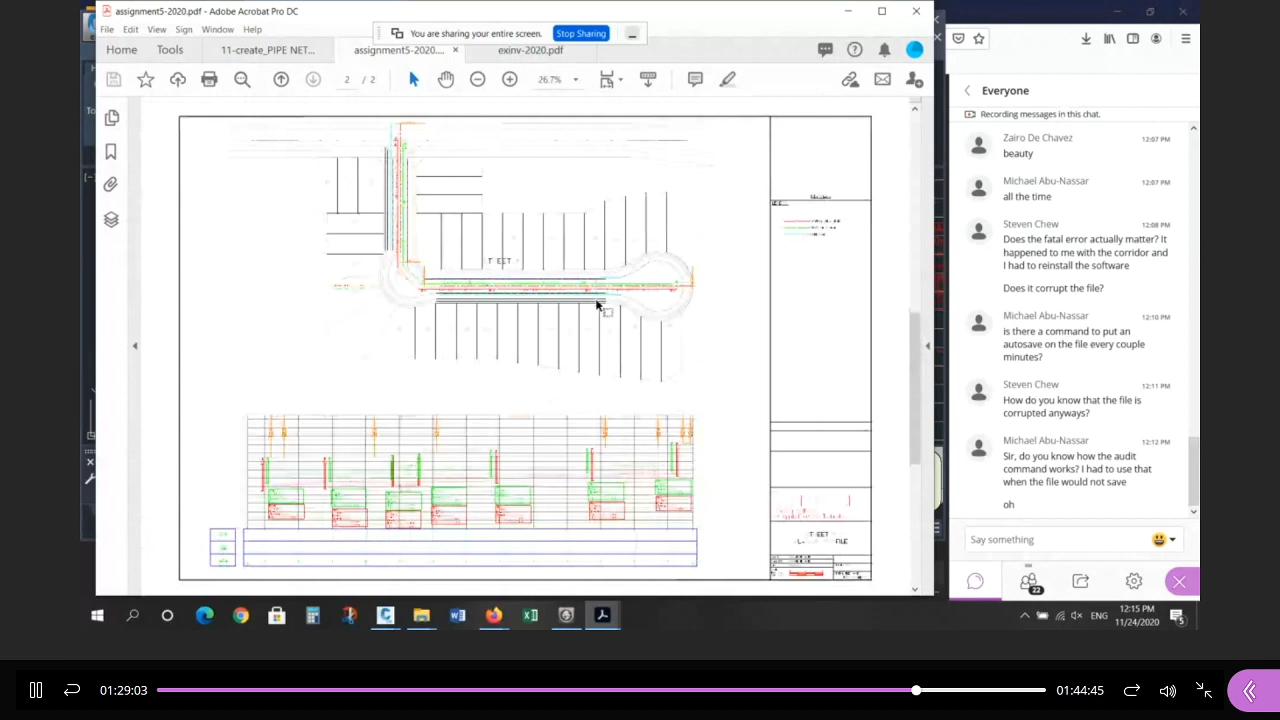 assignment5-2020.pdf - Adobe Acrobat Pro DC
File Edit View Sign Window Help
You are sharing your entire screen.
Stop Sharing
Home Tools
11-create_PIPE NET...
assignment5-2020....
exinv-2020.pdf
2 / 2
26.7%
Everyone
Recording messages in this chat.
Zairo De Chavez
12:07 PM
beauty
Michael Abu-Nassar
12:07 PM
all the time
Steven Chew
12:08 PM
Does the fatal error actually matter? It
happened to me with the corridor and
I had to reinstall the software
Does it corrupt the file?
Michael Abu-Nassar
12:10 PM
is there a command to put an
autosave on the file every couple
minutes?
Steven Chew
12:11 PM
How do you know that the file is
corrupted anyways?
Michael Abu-Nassar
12:12 PM
Sir, do you know how the audit
command works? I had to use that
when the file would not save
oh
Say something
22
ENG
12:15 PM
11/24/2020
5
01:29:03
01:44:45